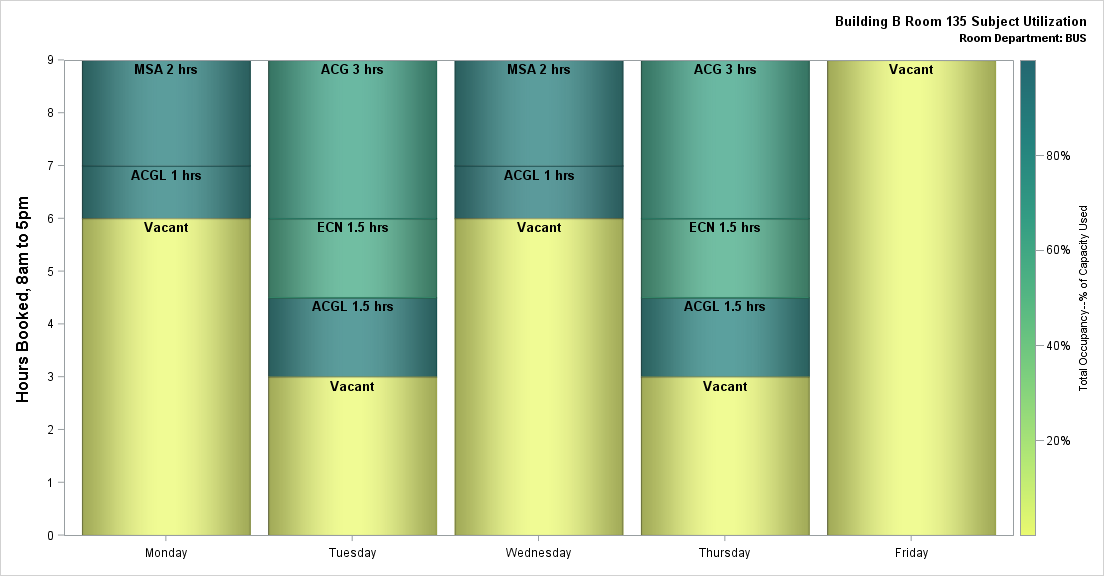 Building B Room 135 Subject Utilization
Room Department: BUS
Hours Booked, 8am to 5pm
9
8
7
6
5
4
3
2
1
0
MSA 2 hrs
ACGL 1 hrs
Vacant
ACG 3 hrs
ECN 1.5 hrs
ACGL 1.5 hrs
Vacant
MSA 2 hrs
ACGL 1 hrs
Vacant
ACG 3 hrs
ECN 1.5 hrs
ACGL 1.5 hrs
Vacant
Vacant
Monday
Tuesday
Wednesday
Thursday
Friday
80%
60%
40%
20%
Total Occupancy--% of Capacity Used